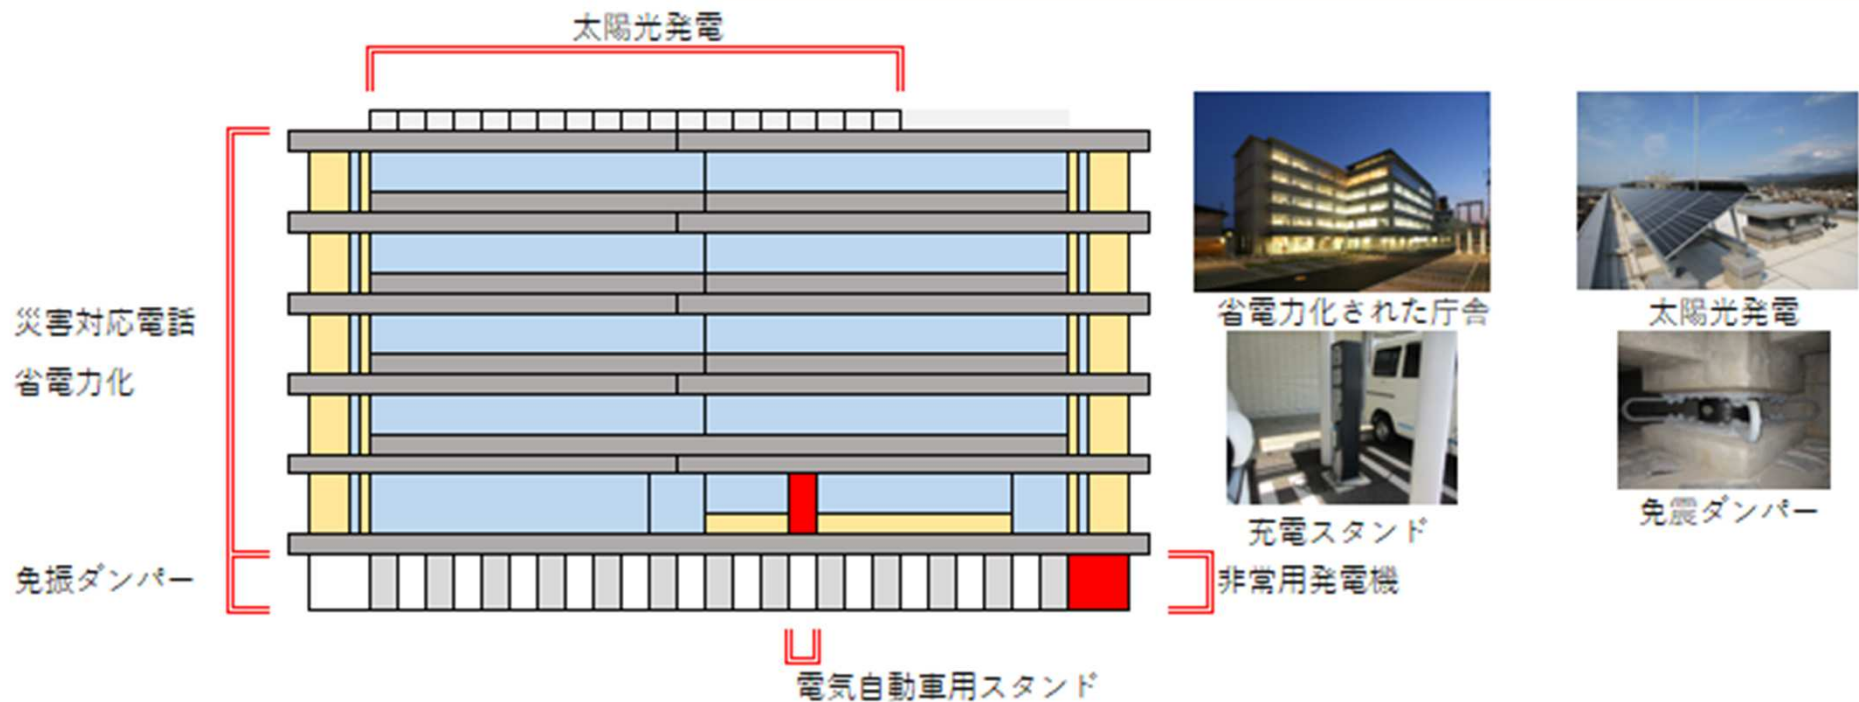 太陽光発電
災害対応電話
省電力化
免振ダンパー
非常用発電機
電気自動車用スタンド
省電力化された庁舎
太陽光発電
充電スタンド
免震ダンパー